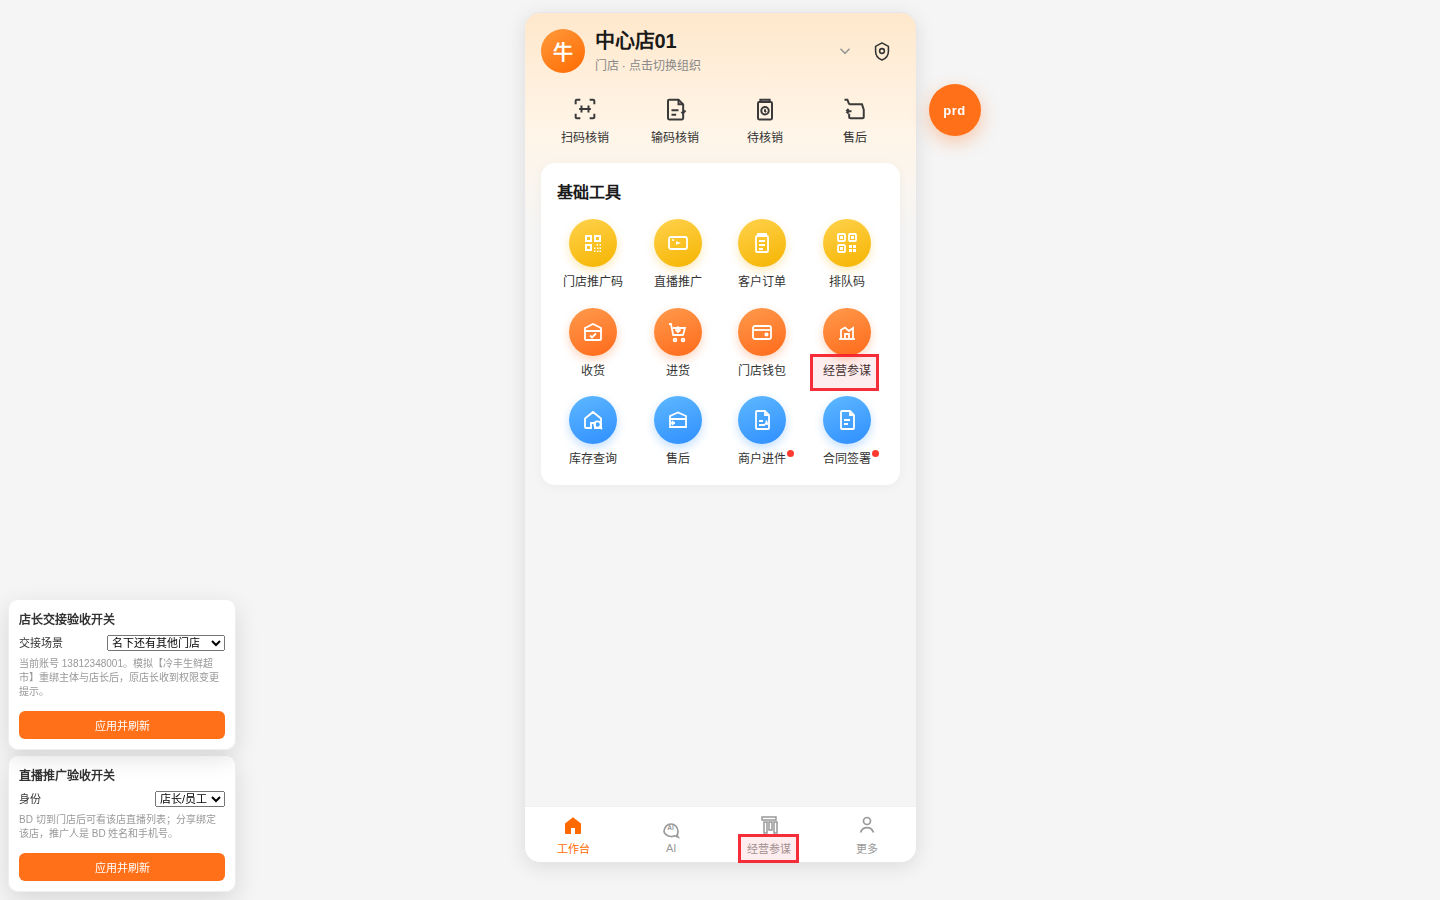 牛
中心店01
门店 · 点击切换组织
prd
扫码核销
输码核销
待核销
售后
基础工具
门店推广码
直播推广
客户订单
排队码
收货
进货
门店钱包
经营参谋
库存查询
售后
商户进件
合同签署
店长交接验收开关
交接场景
名下还有其他门店
当前账号 13812348001。模拟【冷丰生鲜超
市】重绑主体与店长后，原店长收到权限变更
提示。
应用并刷新
直播推广验收开关
身份
店长/员工
BD 切到门店后可看该店直播列表；分享绑定
该店，推广人是 BD 姓名和手机号。
应用并刷新
工作台
AI
AI
经营参谋
更多